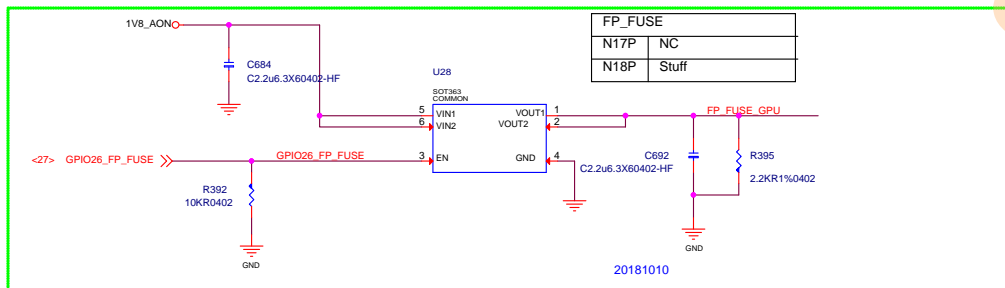 1V8_AON
FP_FUSE
N17P NC
N18P Stuff
C684
C2.2u6.3X60402-HF
U28
SOT363
COMMON
5 VIN1 VOUT1 1
6 VIN2 VOUT2 2
FP_FUSE_GPU
<27> GPIO26_FP_FUSE GPIO26_FP_FUSE 3 EN GND 4
C692
C2.2u6.3X60402-HF
R395
2.2KR1%0402
R392
10KR0402
GND
GND
20181010